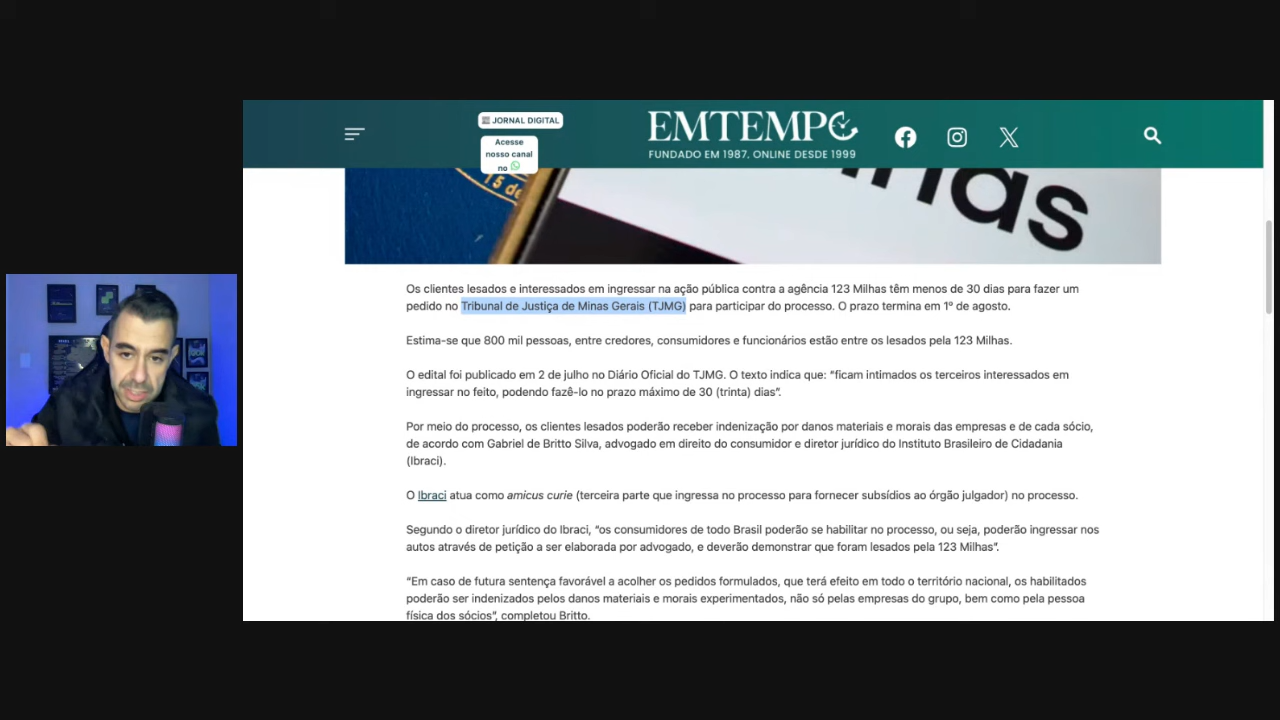 JORNAL DIGITAL
Acesse
nosso canal
no
EMTEMPO
FUNDADO EM 1987. ONLINE DESDE 1999
15 de
nas
Os clientes lesados e interessados em ingressar na ação pública contra a agência 123 Milhas têm menos de 30 dias para fazer um
pedido no Tribunal de Justiça de Minas Gerais (TJMG) para participar do processo. O prazo termina em 1º de agosto.
Estima-se que 800 mil pessoas, entre credores, consumidores e funcionários estão entre os lesados pela 123 Milhas.
O edital foi publicado em 2 de julho no Diário Oficial do TJMG. O texto indica que: “ficam intimados os terceiros interessados em
ingressar no feito, podendo fazê-lo no prazo máximo de 30 (trinta) dias”.
Por meio do processo, os clientes lesados poderão receber indenização por danos materiais e morais das empresas e de cada sócio,
de acordo com Gabriel de Britto Silva, advogado em direito do consumidor e diretor jurídico do Instituto Brasileiro de Cidadania
(Ibraci).
O Ibraci atua como amicus curie (terceira parte que ingressa no processo para fornecer subsídios ao órgão julgador) no processo.
Segundo o diretor jurídico do Ibraci, “os consumidores de todo Brasil poderão se habilitar no processo, ou seja, poderão ingressar nos
autos através de petição a ser elaborada por advogado, e deverão demonstrar que foram lesados pela 123 Milhas”.
“Em caso de futura sentença favorável a acolher os pedidos formulados, que terá efeito em todo o território nacional, os habilitados
poderão ser indenizados pelos danos materiais e morais experimentados, não só pelas empresas do grupo, bem como pela pessoa
física dos sócios”, completou Britto.